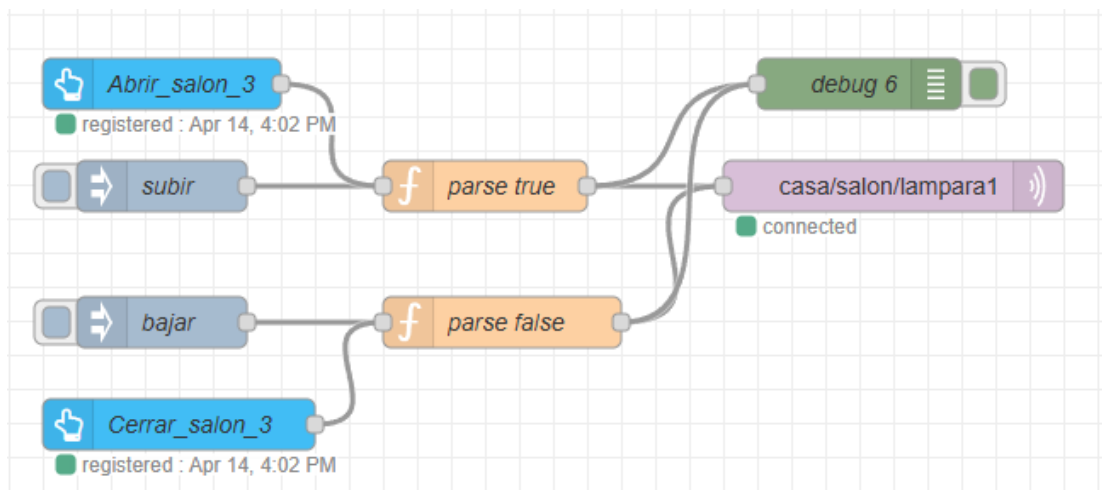 Abrir_salon_3
registered : Apr 14, 4:02 PM
debug 6
subir
parse true
casa/salon/lampara1
connected
bajar
parse false
Cerrar_salon_3
registered : Apr 14, 4:02 PM